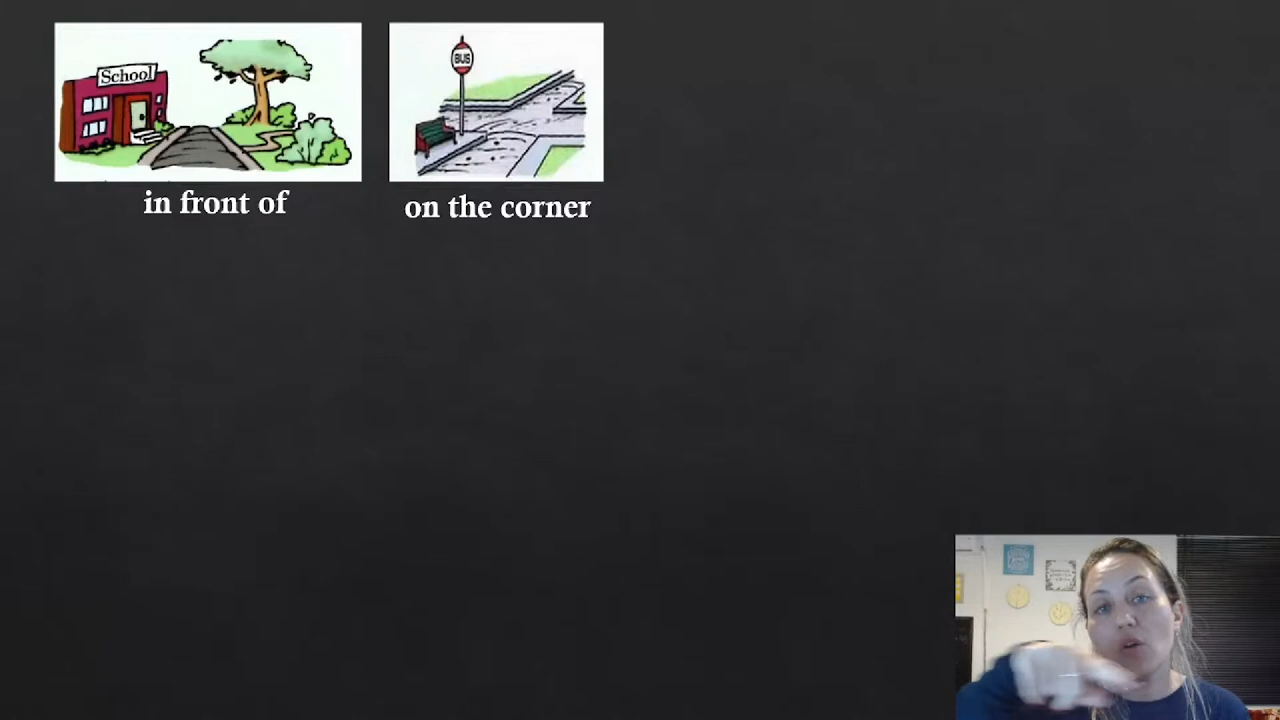 School
BUS
in front of
on the corner